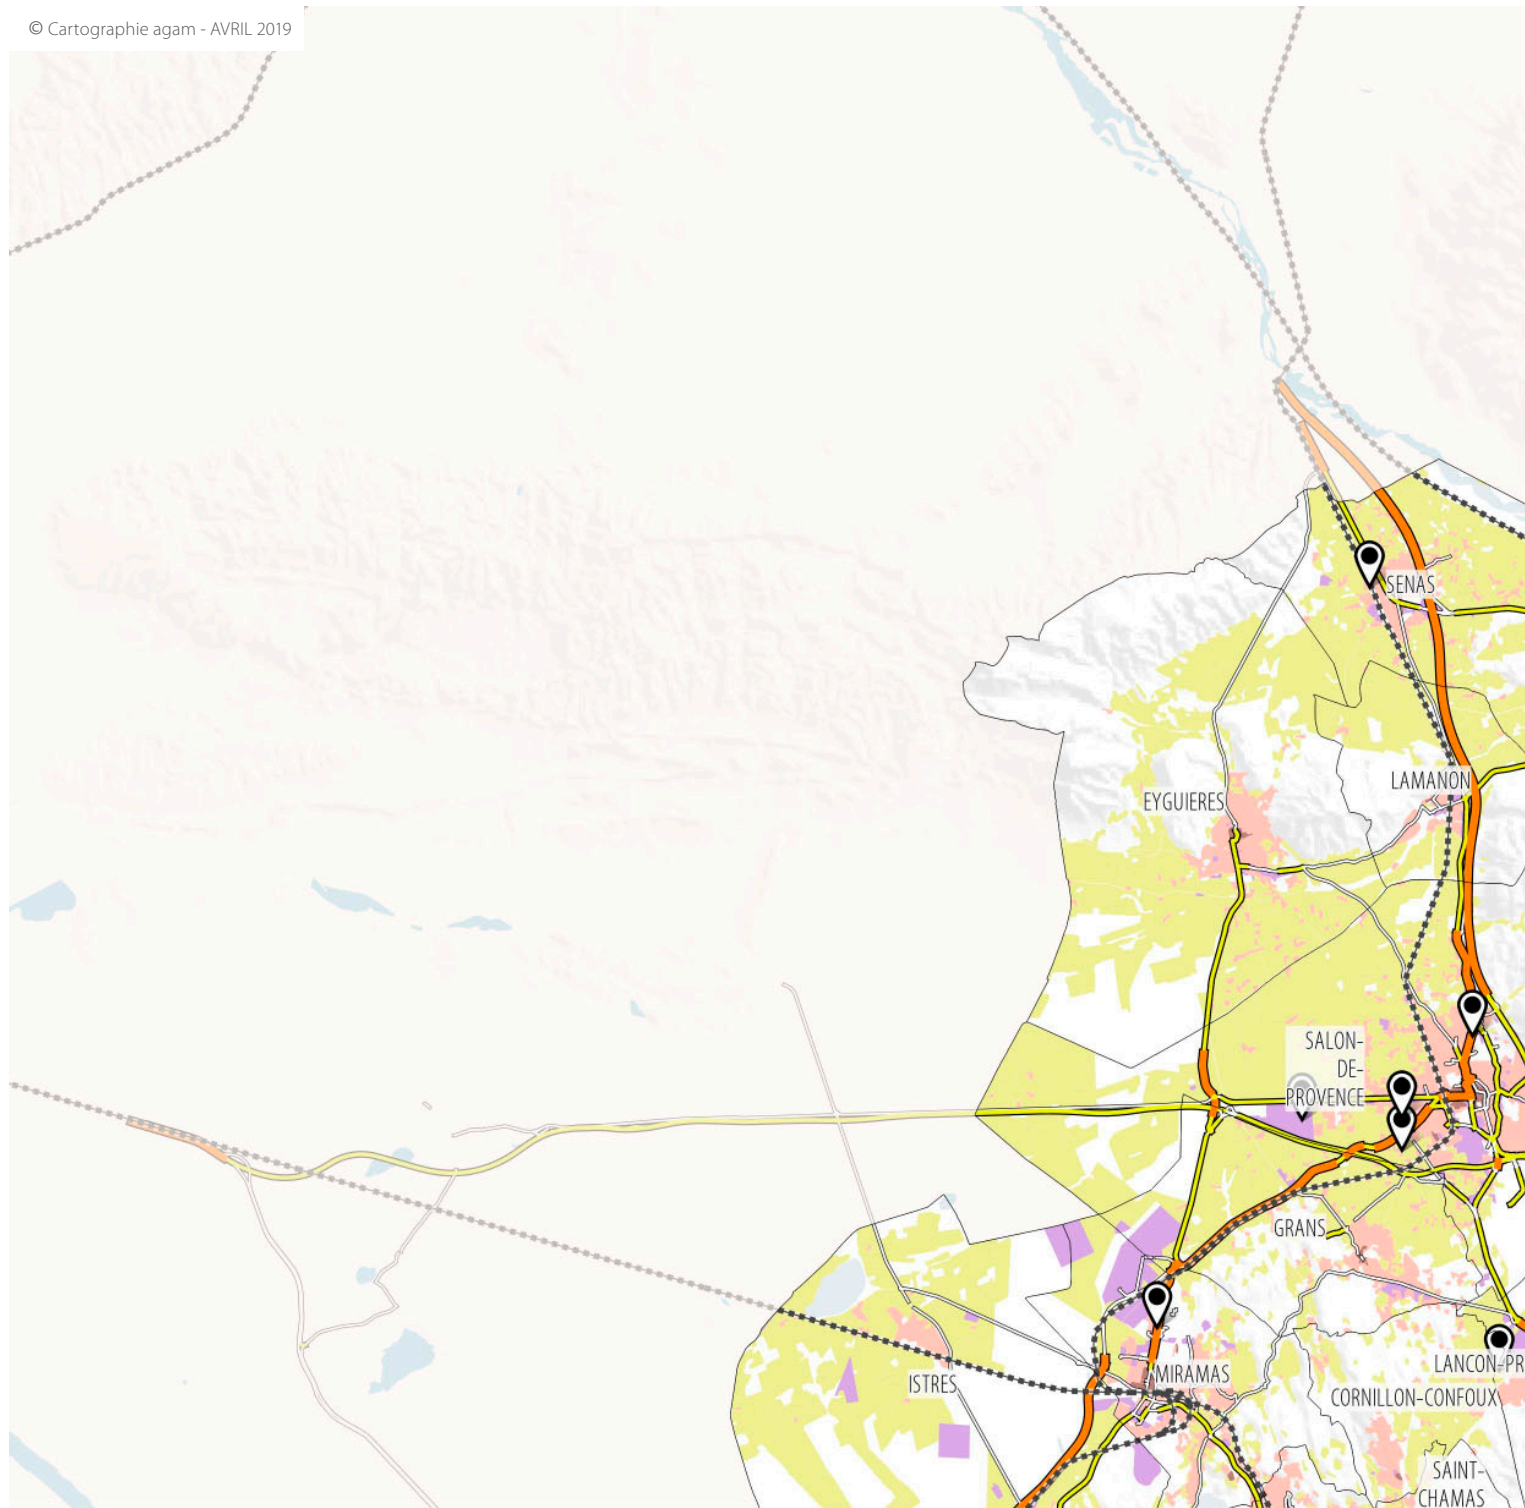 © Cartographie agam - AVRIL 2019
SENAS
LAMANON
EYGUIERES
SALON-
DE-
PROVENCE
GRANS
LANCON-PR
ISTRES
MIRAMAS
CORNILLON-CONFOUX
SAINT-
CHAMAS